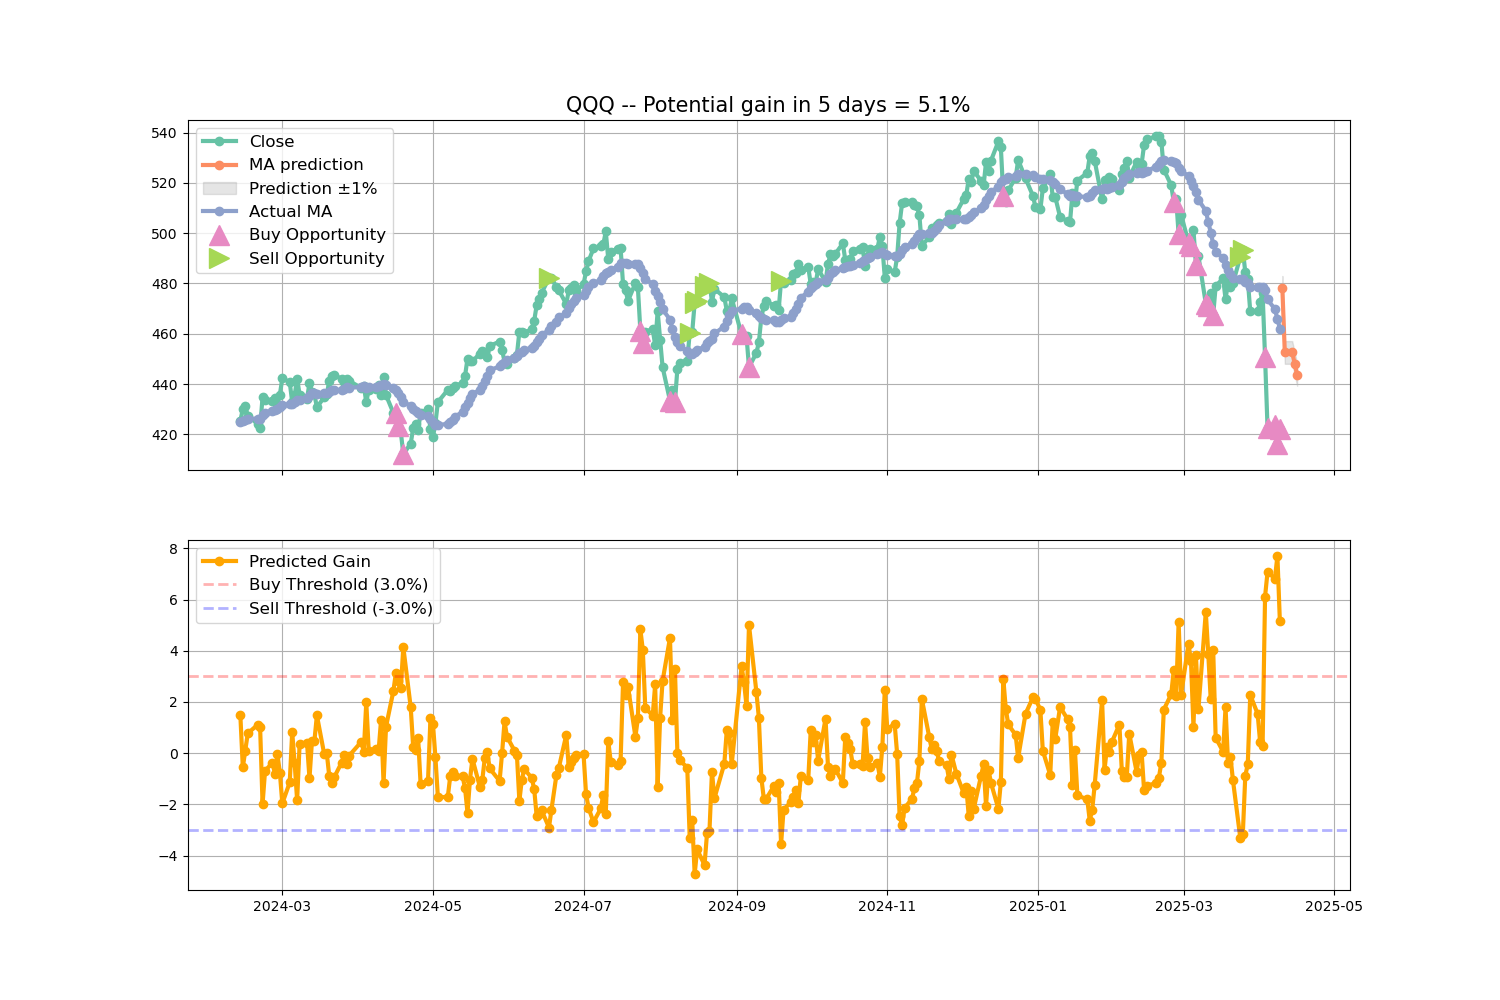 QQQ -- Potential gain in 5 days = 5.1%
540
520
500
480
460
440
420
Close
MA prediction
Prediction ±1%
Actual MA
Buy Opportunity
Sell Opportunity
8
6
4
2
0
−2
−4
Predicted Gain
Buy Threshold (3.0%)
Sell Threshold (-3.0%)
2024-03
2024-05
2024-07
2024-09
2024-11
2025-01
2025-03
2025-05